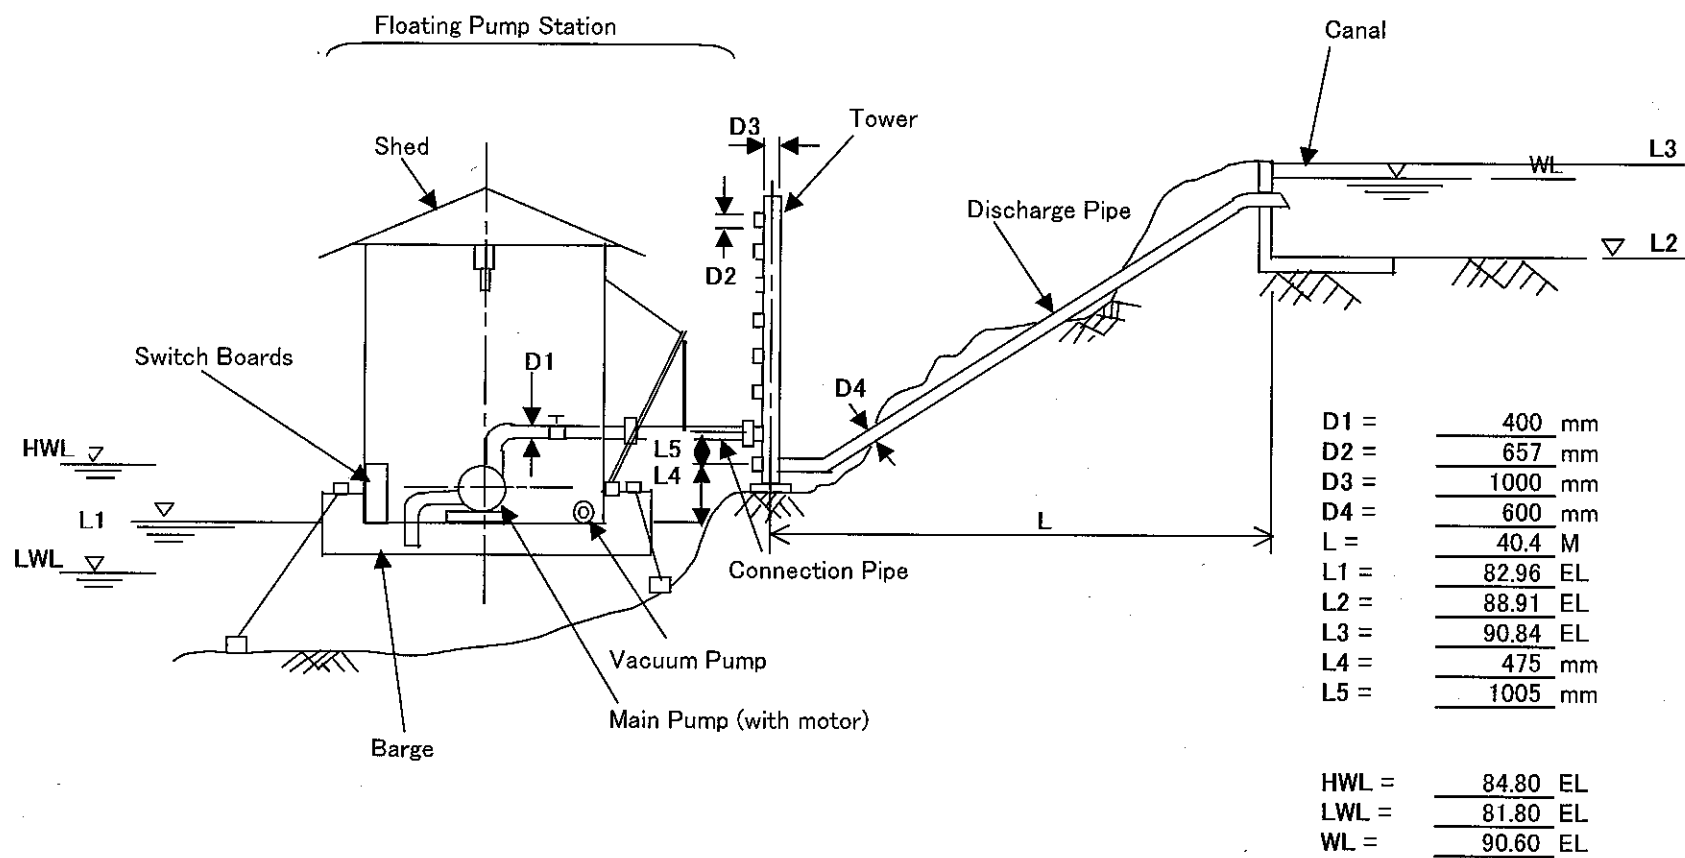 Floating Pump Station
Canal
D3
Tower
Shed
L3
WL
Discharge Pipe
L2
D2
Switch Boards
D1
D4
HWL
L5
L4
L1
L
LWL
Connection Pipe
Vacuum Pump
Main Pump (with motor)
Barge
D1 = 400 mm
D2 = 657 mm
D3 = 1000 mm
D4 = 600 mm
L = 40.4 M
L1 = 82.96 EL
L2 = 88.91 EL
L3 = 90.84 EL
L4 = 475 mm
L5 = 1005 mm
HWL = 84.80 EL
LWL = 81.80 EL
WL = 90.60 EL